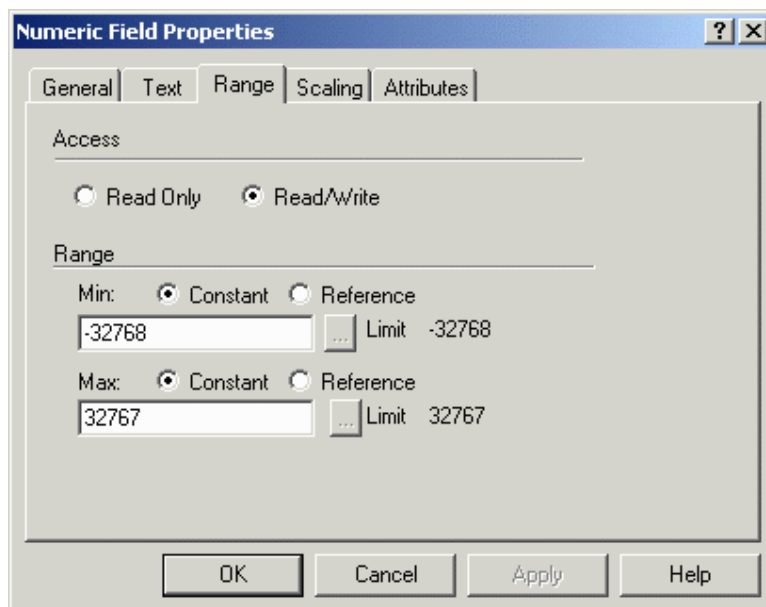 Numeric Field Properties ?
General Text Range Scaling Attributes
Access
Read Only Read/Write
Range
Min: Constant Reference
-32768 ... Limit -32768
Max: Constant Reference
32767 ... Limit 32767
OK Cancel Apply Help